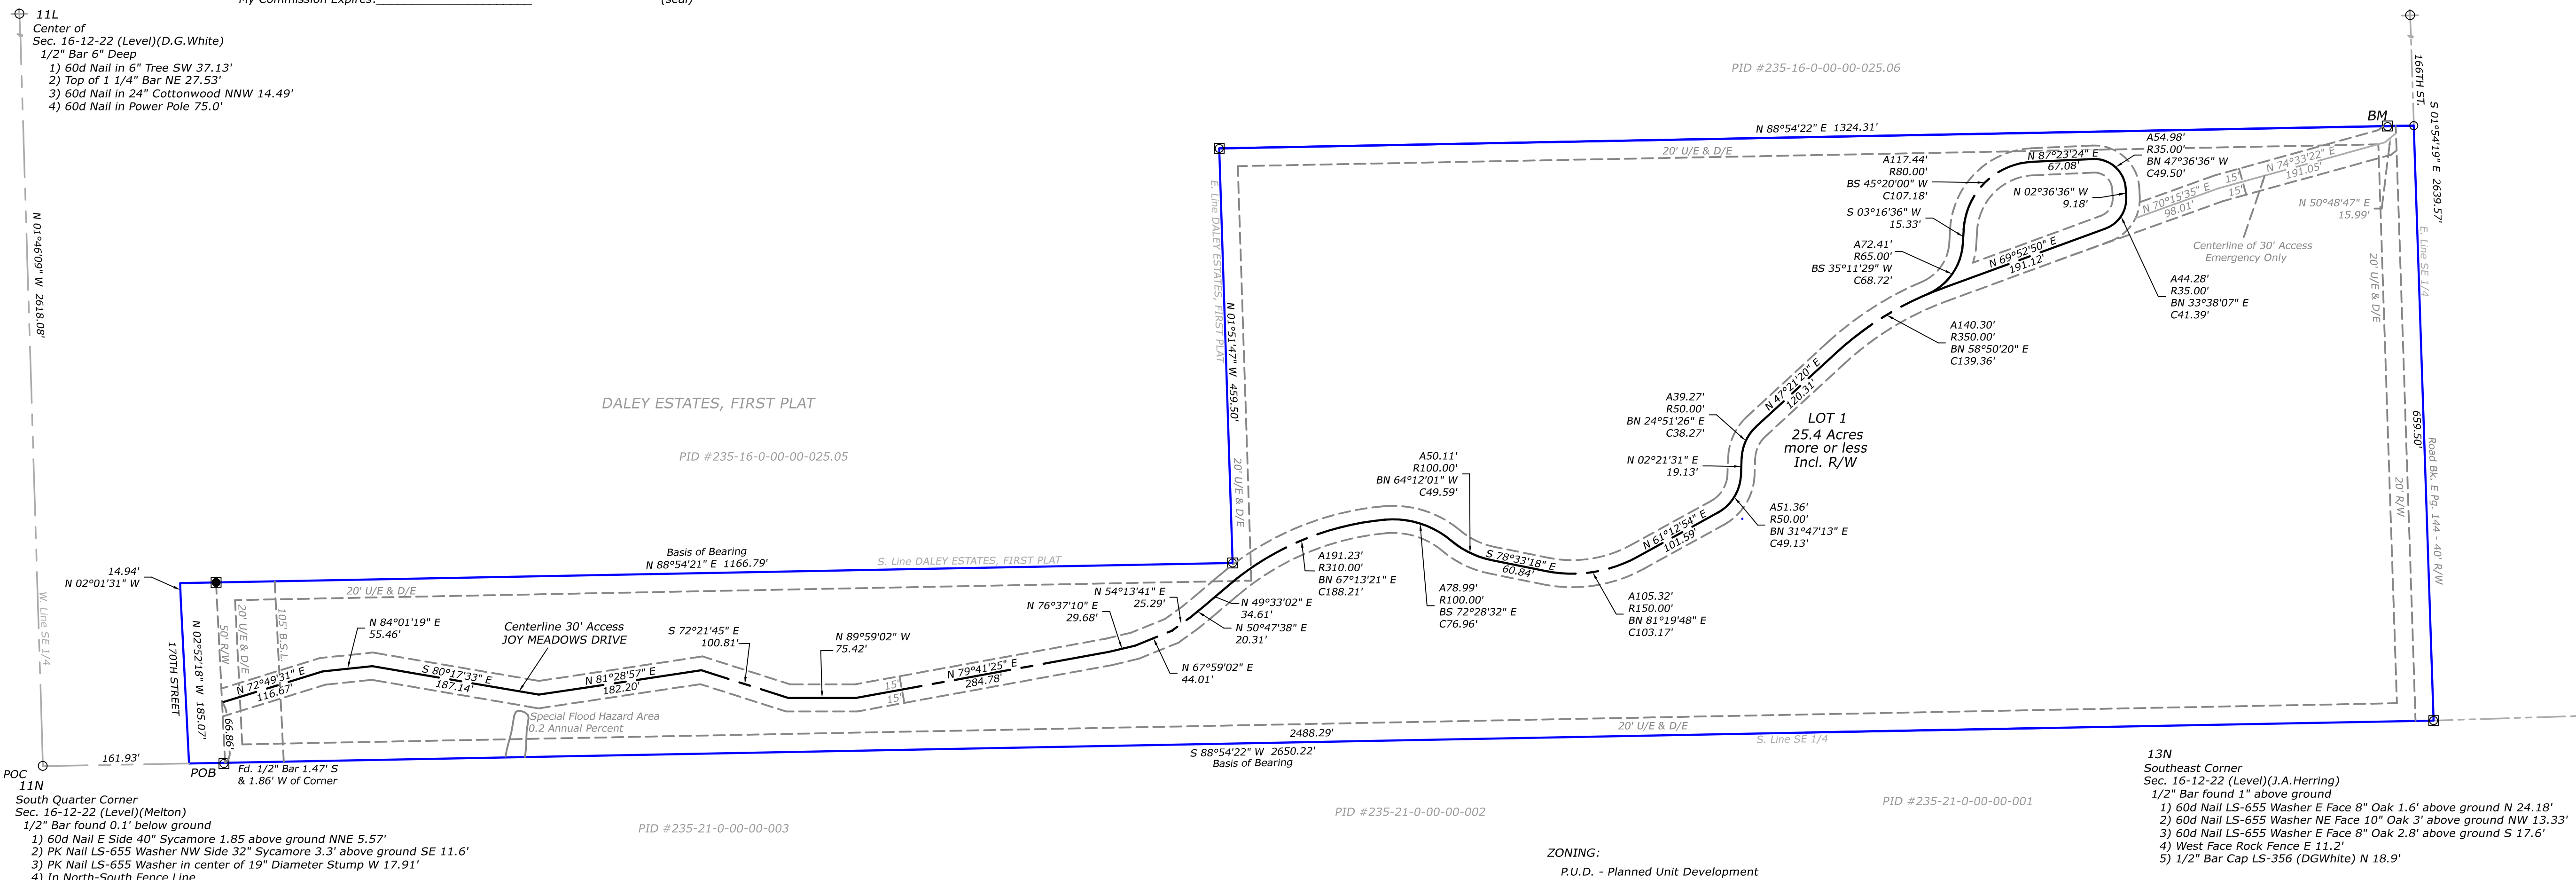 My Commission Expires:
(seal)
11L
Center of
Sec. 16-12-22 (Level)(D.G.White)
1/2" Bar 6" Deep
1) 60d Nail in 6" Tree SW 37.13'
2) Top of 1 1/4" Bar NE 27.53'
3) 60d Nail in 24" Cottonwood NNW 14.49'
4) 60d Nail in Power Pole 75.0'
N 01°46'09" W 2618.08'
W. Line SE 1/4
PID #235-16-0-00-00-025.06
166TH ST.
S 01°54'19" E 2639.57'
E. Line SE 1/4
659.50'
Road Bk. E Pg. 144 - 40' R/W
BM
N 88°54'22" E 1324.31'
20' U/E & D/E
E. Line DALEY ESTATES, FIRST PLAT
N 01°51'47" W 459.50'
20' U/E & D/E
A117.44'
R80.00'
BS 45°20'00" W
C107.18'
N 87°23'24" E
67.08'
A54.98'
R35.00'
BN 47°36'36" W
C49.50'
N 02°36'36" W
9.18'
N 70°15'35" E
98.01'
15'
15'
N 74°33'22" E
191.05'
N 50°48'47" E
15.99'
Centerline of 30' Access
Emergency Only
20' U/E & D/E
20' R/W
S 03°16'36" W
15.33'
A72.41'
R65.00'
BS 35°11'29" W
C68.72'
N 69°52'50" E
191.12'
A44.28'
R35.00'
BN 33°38'07" E
C41.39'
A140.30'
R350.00'
BN 58°50'20" E
C139.36'
N 47°21'20" E
120.31'
A39.27'
R50.00'
BN 24°51'26" E
C38.27'
LOT 1
25.4 Acres
more or less
Incl. R/W
N 02°21'31" E
19.13'
A51.36'
R50.00'
BN 31°47'13" E
C49.13'
N 61°12'54" E
101.59'
A50.11'
R100.00'
BN 64°12'01" W
C49.59'
S 78°33'18" E
60.84'
A105.32'
R150.00'
BN 81°19'48" E
C103.17'
A78.99'
R100.00'
BS 72°28'32" E
C76.96'
A191.23'
R310.00'
BN 67°13'21" E
C188.21'
DALEY ESTATES, FIRST PLAT
PID #235-16-0-00-00-025.05
Basis of Bearing
N 88°54'21" E 1166.79'
S. Line DALEY ESTATES, FIRST PLAT
14.94'
N 02°01'31" W
20' U/E & D/E
170TH STREET
N 02°52'18" W 185.07'
50' R/W
20' U/E & D/E
105' B.S.L.
66.86'
N 72°49'31" E
116.67'
N 84°01'19" E
55.46'
S 80°17'33" E
187.14'
Centerline 30' Access
JOY MEADOWS DRIVE
N 81°28'57" E
182.20'
S 72°21'45" E
100.81'
N 89°59'02" W
75.42'
15'
15'
N 79°41'25" E
284.78'
N 76°37'10" E
29.68'
N 67°59'02" E
44.01'
N 54°13'41" E
25.29'
N 49°33'02" E
34.61'
N 50°47'38" E
20.31'
Special Flood Hazard Area
0.2 Annual Percent
20' U/E & D/E
2488.29'
S 88°54'22" W 2650.22'
Basis of Bearing
S. Line SE 1/4
161.93'
POC
POB
Fd. 1/2" Bar 1.47' S
& 1.86' W of Corner
11N
South Quarter Corner
Sec. 16-12-22 (Level)(Melton)
1/2" Bar found 0.1' below ground
1) 60d Nail E Side 40" Sycamore 1.85 above ground NNE 5.57'
2) PK Nail LS-655 Washer NW Side 32" Sycamore 3.3' above ground SE 11.6'
3) PK Nail LS-655 Washer in center of 19" Diameter Stump W 17.91'
4) In North-South Fence Line
PID #235-21-0-00-00-003
PID #235-21-0-00-00-002
PID #235-21-0-00-00-001
ZONING:
P.U.D. - Planned Unit Development
13N
Southeast Corner
Sec. 16-12-22 (Level)(J.A.Herring)
1/2" Bar found 1" above ground
1) 60d Nail LS-655 Washer E Face 8" Oak 1.6' above ground N 24.18'
2) 60d Nail LS-655 Washer NE Face 10" Oak 3' above ground NW 13.33'
3) 60d Nail LS-655 Washer E Face 8" Oak 2.8' above ground S 17.6'
4) West Face Rock Fence E 11.2'
5) 1/2" Bar Cap LS-356 (DGWhite) N 18.9'